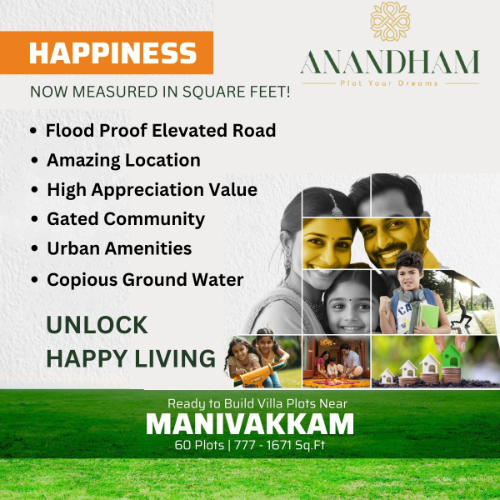 HAPPINESS
ANANDHAM
Plot Your Dreams
NOW MEASURED IN SQUARE FEET!
• Flood Proof Elevated Road
• Amazing Location
• High Appreciation Value
• Gated Community
• Urban Amenities
• Copious Ground Water
UNLOCK
HAPPY LIVING
Ready to Build Villa Plots Near
MANIVAKKAM
60 Plots | 777 - 1671 Sq.Ft